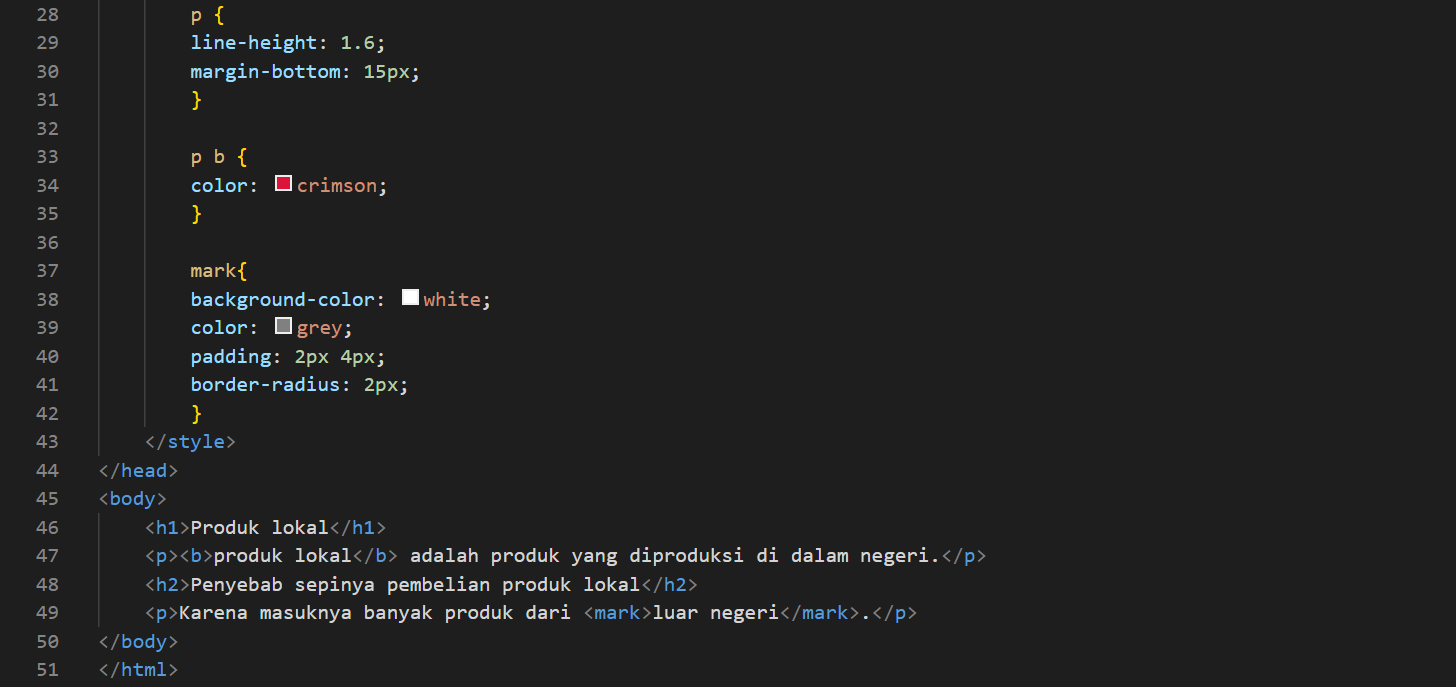 28 p {
29 line-height: 1.6;
30 margin-bottom: 15px;
31 }
32
33 p b {
34 color: crimson;
35 }
36
37 mark{
38 background-color: white;
39 color: grey;
40 padding: 2px 4px;
41 border-radius: 2px;
42 }
43 </style>
44 </head>
45 <body>
46 <h1>Produk lokal</h1>
47 <p><b>produk lokal</b> adalah produk yang diproduksi di dalam negeri.</p>
48 <h2>Penyebab sepinya pembelian produk lokal</h2>
49 <p>Karena masuknya banyak produk dari <mark>luar negeri</mark>.</p>
50 </body>
51 </html>